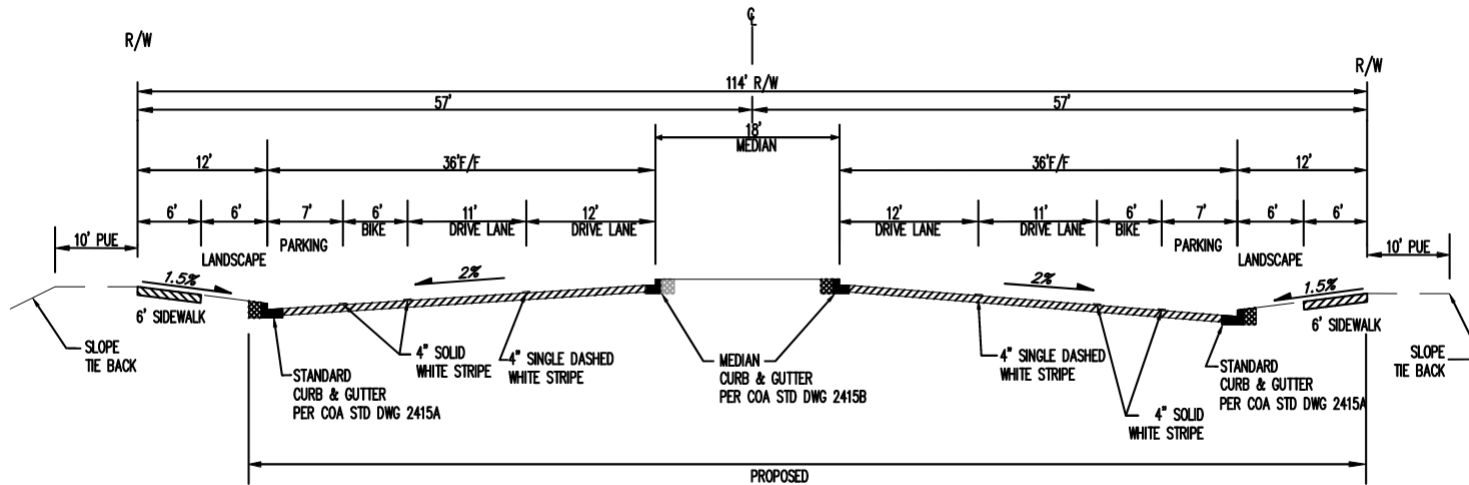 ℄
R/W
R/W
114' R/W
57' 57'
18'
MEDIAN
12' 36'F/F 36'F/F 12'
6' 6' 7' 6' 11' 12' 12' 11' 6' 7' 6' 6'
BIKE DRIVE LANE DRIVE LANE DRIVE LANE DRIVE LANE BIKE
10' PUE PARKING PARKING 10' PUE
LANDSCAPE LANDSCAPE
1.5% 2% 2% 1.5%
6' SIDEWALK 6' SIDEWALK
SLOPE
TIE BACK
STANDARD
CURB & GUTTER
PER COA STD DWG 2415A
4" SOLID
WHITE STRIPE
4" SINGLE DASHED
WHITE STRIPE
MEDIAN
CURB & GUTTER
PER COA STD DWG 2415B
4" SINGLE DASHED
WHITE STRIPE
4" SOLID
WHITE STRIPE
STANDARD
CURB & GUTTER
PER COA STD DWG 2415A
SLOPE
TIE BACK
PROPOSED